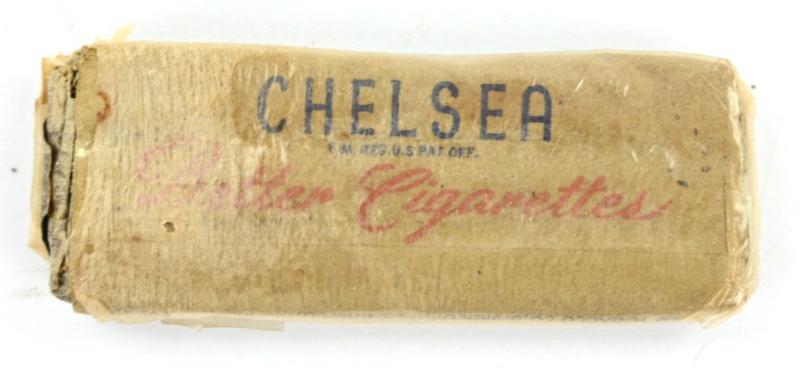 CHELSEA
T.M. REG. U.S. PAT. OFF.
Better Cigarettes